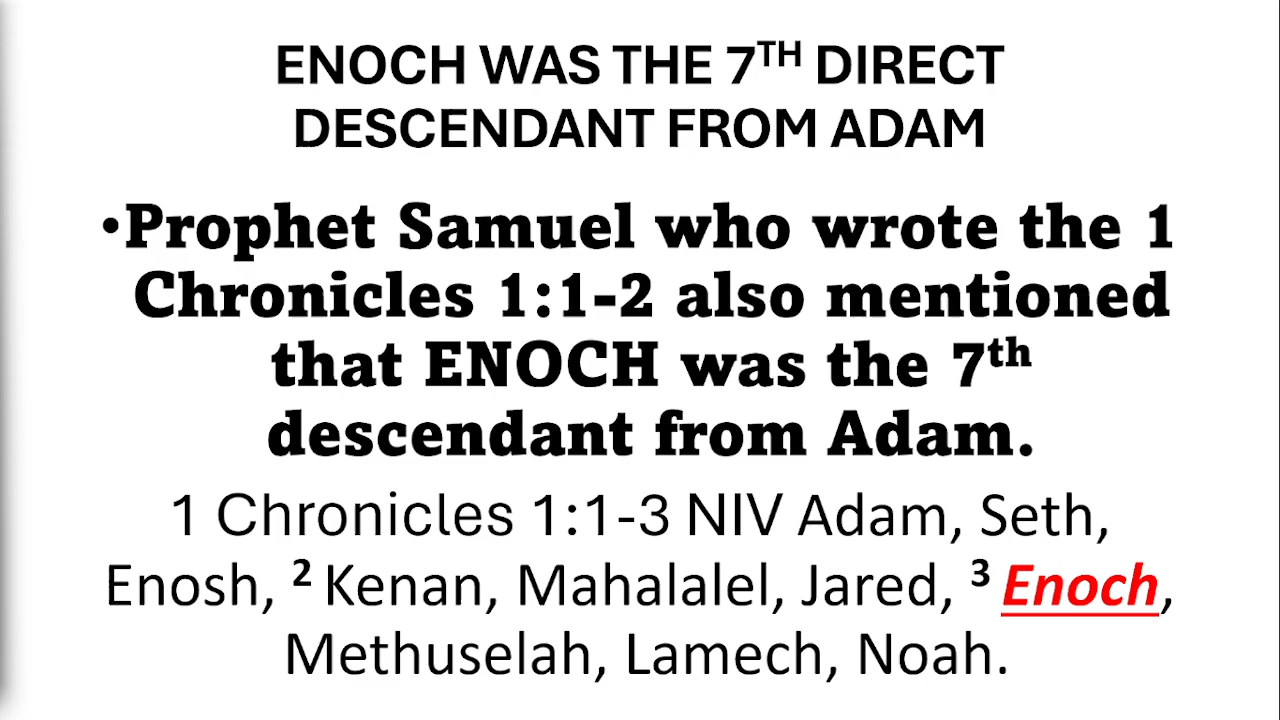 ENOCH WAS THE 7TH DIRECT
DESCENDANT FROM ADAM
•Prophet Samuel who wrote the 1
Chronicles 1:1-2 also mentioned
that ENOCH was the 7th
descendant from Adam.
1 Chronicles 1:1-3 NIV Adam, Seth,
Enosh, 2 Kenan, Mahalalel, Jared, 3 Enoch,
Methuselah, Lamech, Noah.